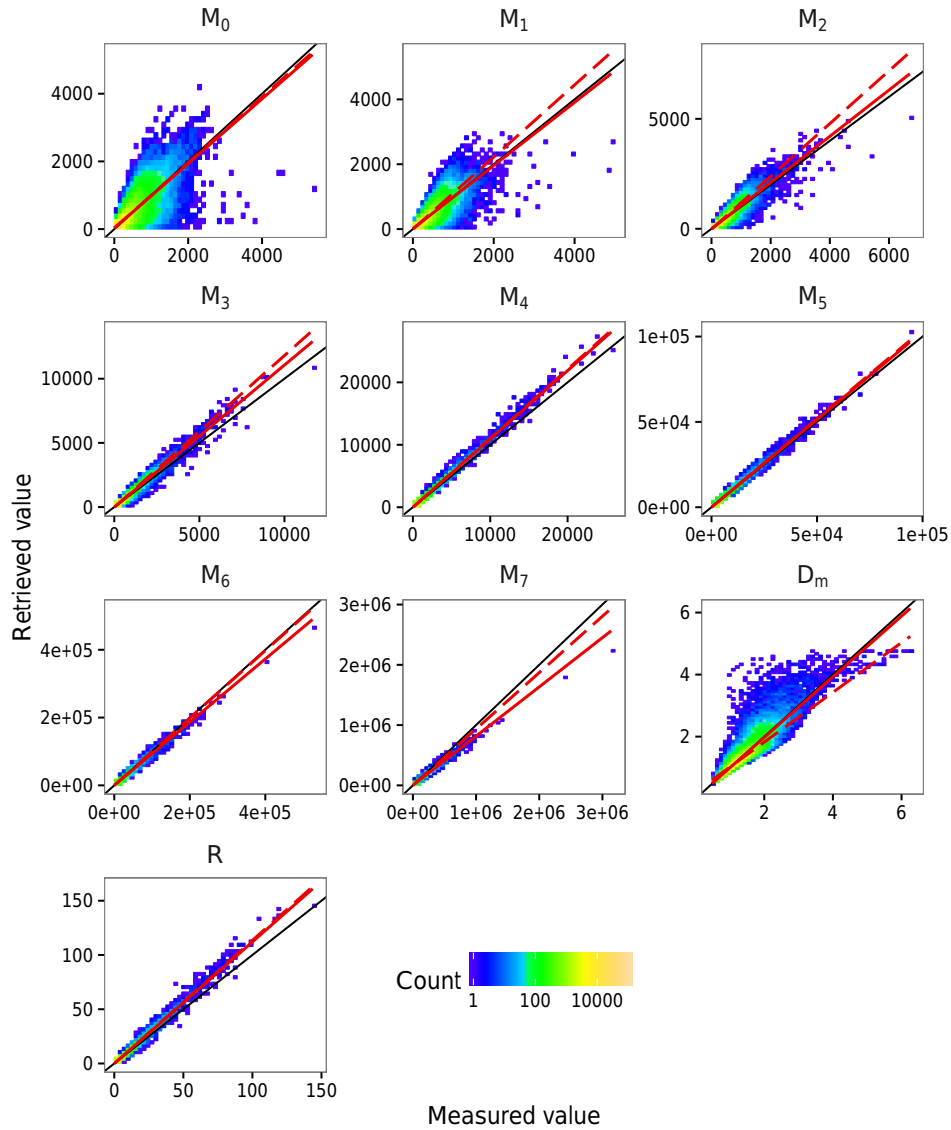 M₀ M₁ M₂
4000
2000
0
0 2000 4000
4000
2000
0
0 2000 4000
5000
0
0 2000 4000 6000
M₃ M₄ M₅
10000
5000
0
0 5000 10000
20000
10000
0
0 10000 20000
1e+05
5e+04
0e+00
0e+00 5e+04 1e+05
Retrieved value
M₆ M₇ Dₘ
4e+05
2e+05
0e+00
0e+00 2e+05 4e+05
3e+06
2e+06
1e+06
0e+00
0e+00 1e+06 2e+06 3e+06
6
4
2
2 4 6
R
150
100
50
0
0 50 100 150
Count
1 100 10000
Measured value